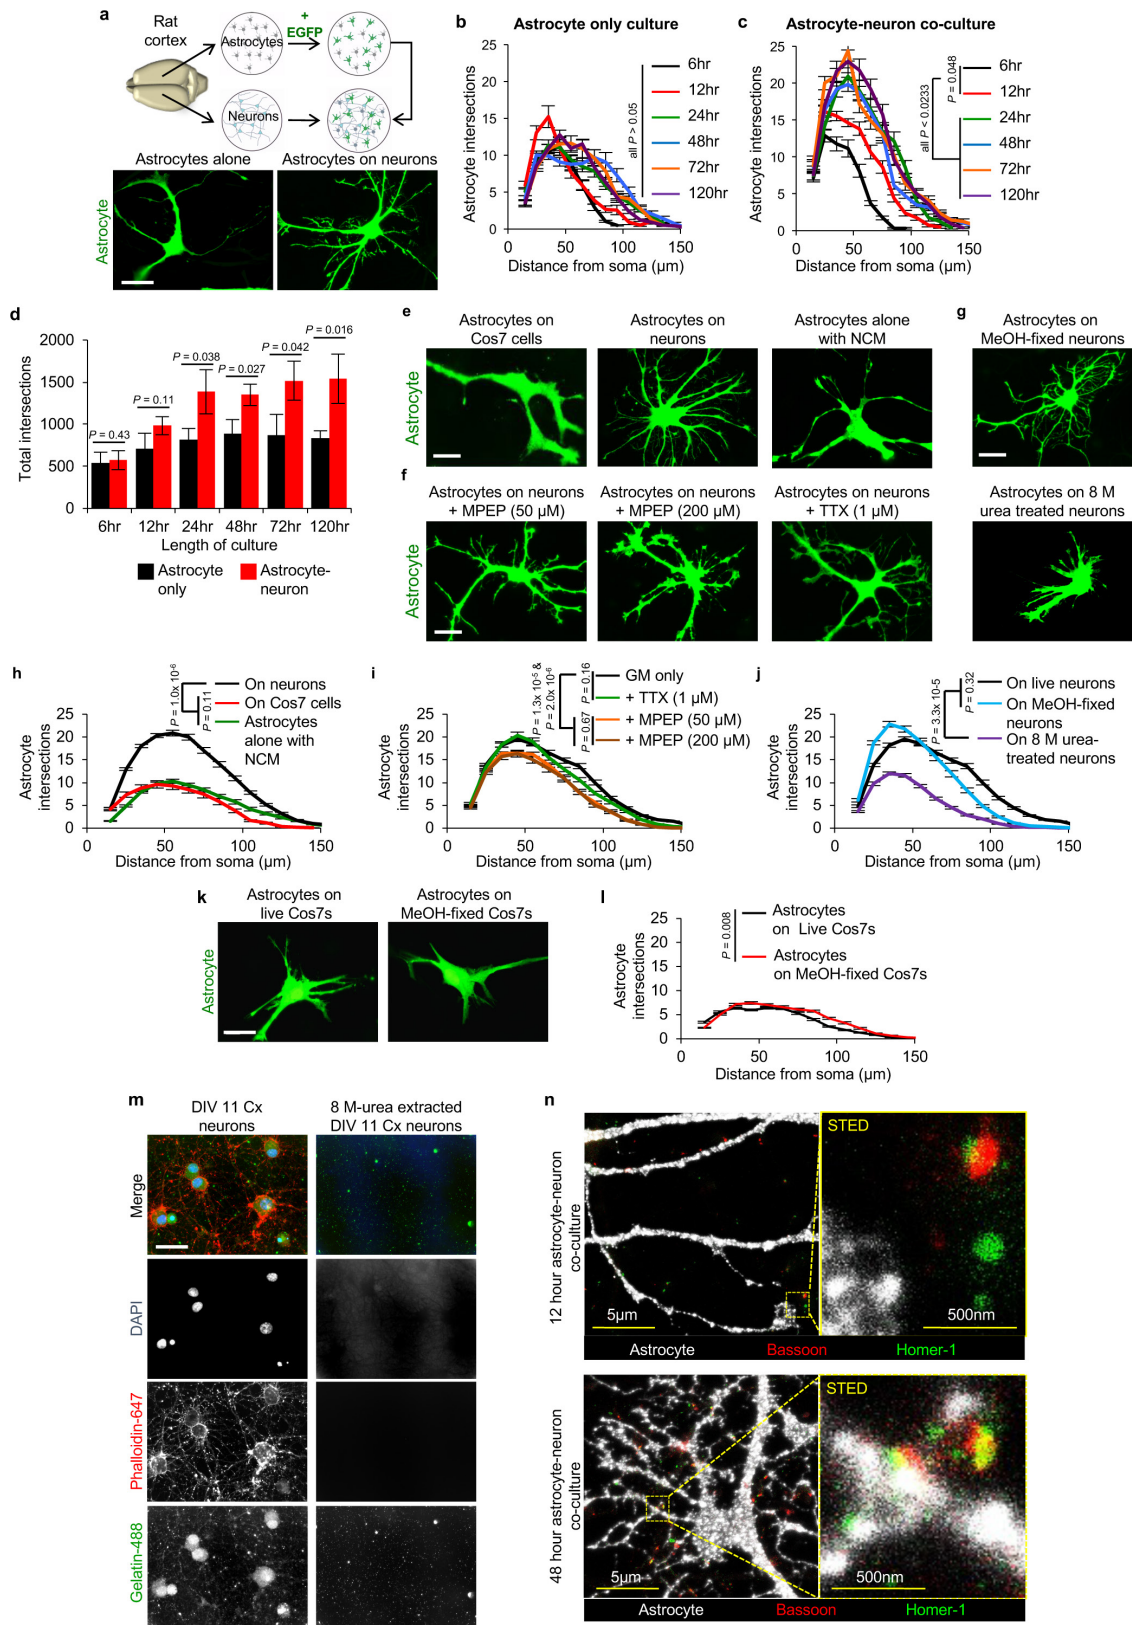 a
Rat
cortex
Astrocytes
+
EGFP
Neurons
Astrocytes alone
Astrocytes on neurons
Astrocyte
b
Astrocyte only culture
Astrocyte intersections
25
20
15
10
5
0
0
50
100
150
Distance from soma (µm)
all P > 0.05
6hr
12hr
24hr
48hr
72hr
120hr
c
Astrocyte-neuron co-culture
Astrocyte intersections
25
20
15
10
5
0
0
50
100
150
Distance from soma (µm)
all P < 0.0233
P = 0.048
6hr
12hr
24hr
48hr
72hr
120hr
d
Total intersections
2000
1500
1000
500
0
P = 0.43
P = 0.11
P = 0.038
P = 0.027
P = 0.042
P = 0.016
6hr
12hr
24hr
48hr
72hr
120hr
Length of culture
Astrocyte only
Astrocyte-neuron
e
Astrocytes on
Cos7 cells
Astrocytes on
neurons
Astrocytes alone
with NCM
Astrocyte
f
Astrocytes on neurons
+ MPEP (50 µM)
Astrocytes on neurons
+ MPEP (200 µM)
Astrocytes on neurons
+ TTX (1 µM)
Astrocyte
g
Astrocytes on
MeOH-fixed neurons
Astrocytes on 8 M
urea treated neurons
h
Astrocyte
intersections
25
20
15
10
5
0
0
50
100
150
Distance from soma (µm)
P = 1.0x 10-6
P = 0.11
On neurons
On Cos7 cells
Astrocytes
alone with
NCM
i
Astrocyte
intersections
25
20
15
10
5
0
0
50
100
150
Distance from soma (µm)
P = 1.3x 10-5 &
P = 2.0x 10-6
P = 0.16
P = 0.67
GM only
+ TTX (1 µM)
+ MPEP (50 µM)
+ MPEP (200 µM)
j
Astrocyte
intersections
25
20
15
10
5
0
0
50
100
150
Distance from soma (µm)
P = 3.3x 10-5
P = 0.32
On live neurons
On MeOH-fixed
neurons
On 8 M urea-
treated neurons
k
Astrocytes on
live Cos7s
Astrocytes on
MeOH-fixed Cos7s
Astrocyte
l
Astrocyte
intersections
25
20
15
10
5
0
0
50
100
150
Distance from soma (µm)
P = 0.008
Astrocytes
on Live Cos7s
Astrocytes
on MeOH-fixed Cos7s
m
DIV 11 Cx
neurons
8 M-urea extracted
DIV 11 Cx neurons
Merge
DAPI
Phalloidin-647
Gelatin-488
n
12 hour astrocyte-neuron
co-culture
STED
5µm
500nm
Astrocyte
Bassoon
Homer-1
48 hour astrocyte-neuron
co-culture
STED
5µm
500nm
Astrocyte
Bassoon
Homer-1